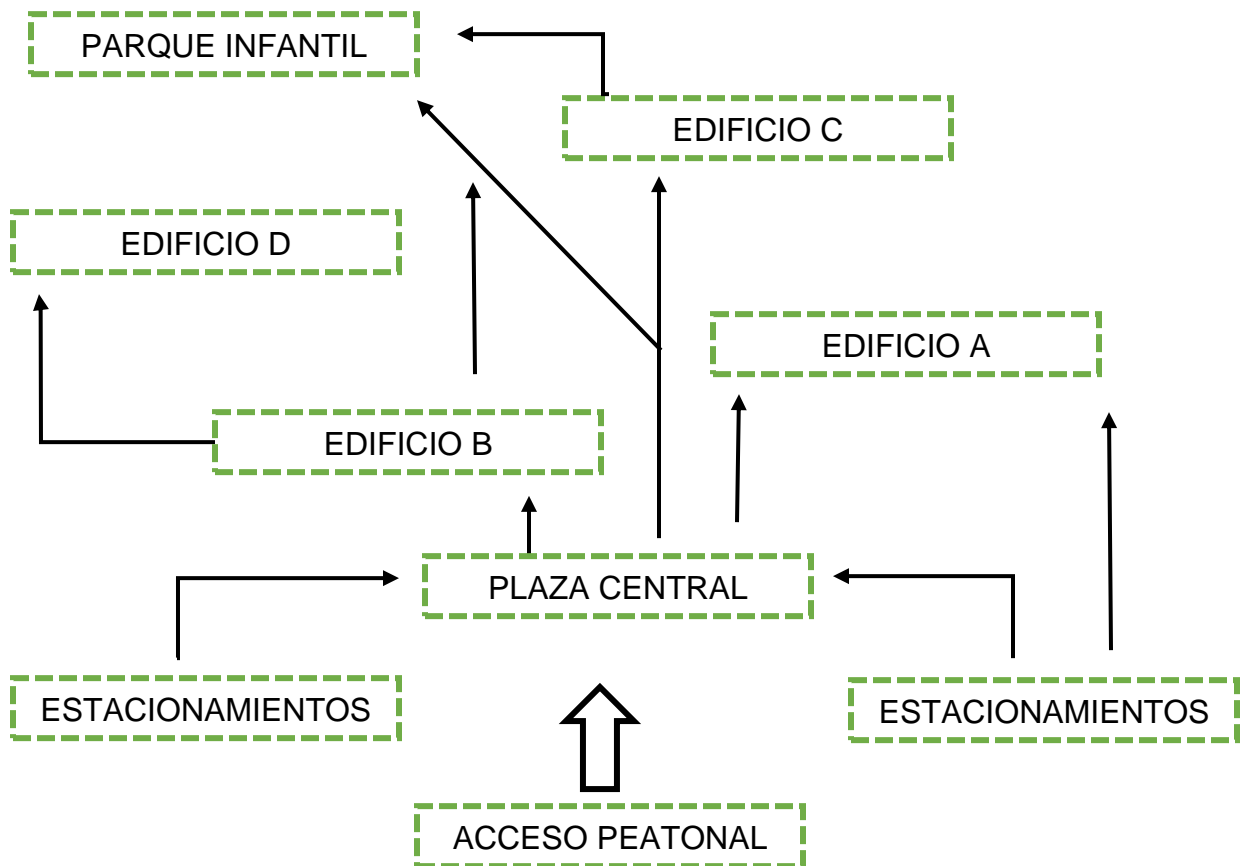 PARQUE INFANTIL
EDIFICIO C
EDIFICIO D
EDIFICIO A
EDIFICIO B
PLAZA CENTRAL
ESTACIONAMIENTOS
ESTACIONAMIENTOS
ACCESO PEATONAL